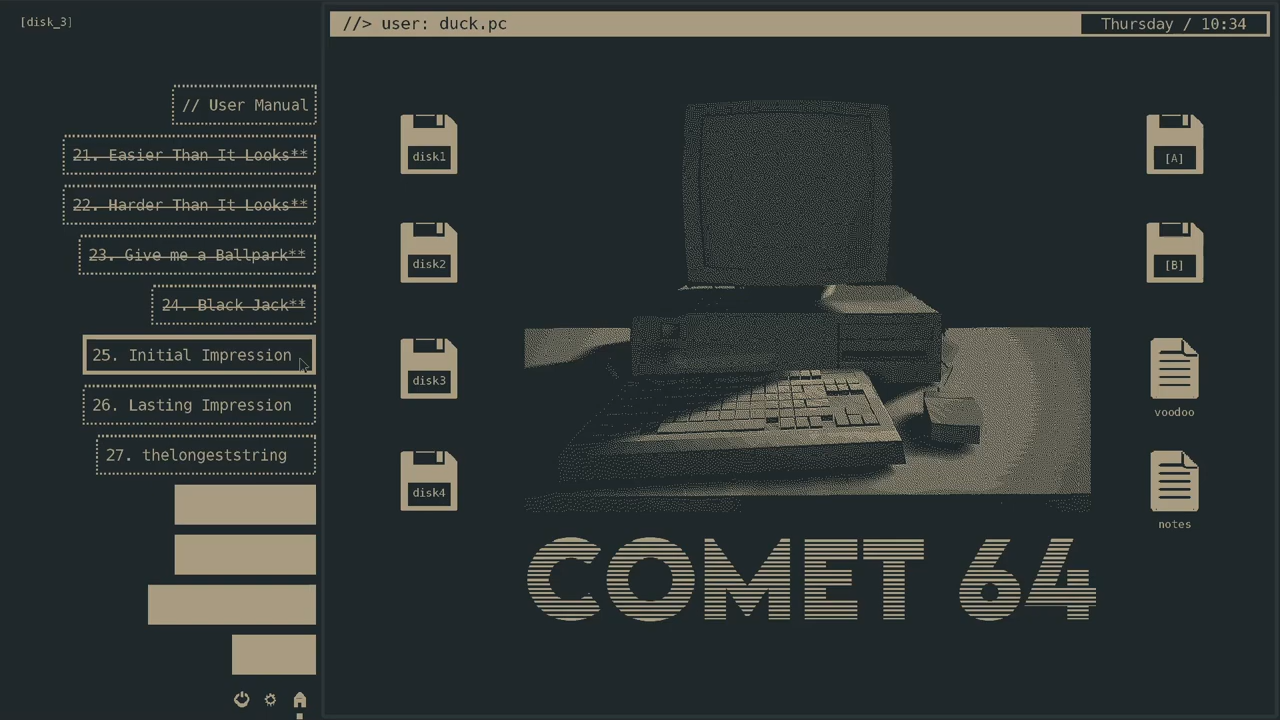 [disk_3]
//> user: duck.pc
Thursday / 10:34
// User Manual
21. Easier Than It Looks**
22. Harder Than It Looks**
23. Give me a Ballpark**
24. Black Jack**
25. Initial Impression
26. Lasting Impression
27. thelongeststring
disk1
disk2
disk3
disk4
[A]
[B]
voodoo
notes
COMET 64